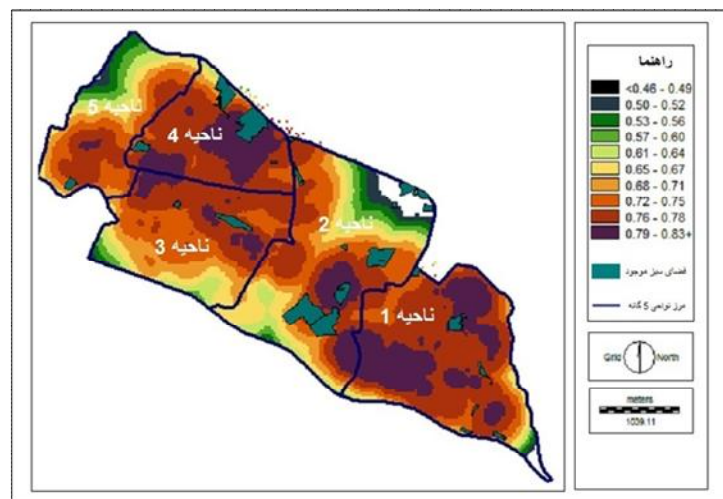 ناحیه 5
ناحیه 4
ناحیه 2
ناحیه 3
ناحیه 1
راهنما
<0.46 - 0.49
0.50 - 0.52
0.53 - 0.56
0.57 - 0.60
0.61 - 0.64
0.65 - 0.67
0.68 - 0.71
0.72 - 0.75
0.76 - 0.78
0.79 - 0.83+
فضای سبز موجود
مرز نواحی 5 گانه
Grid North
meters
1039.11